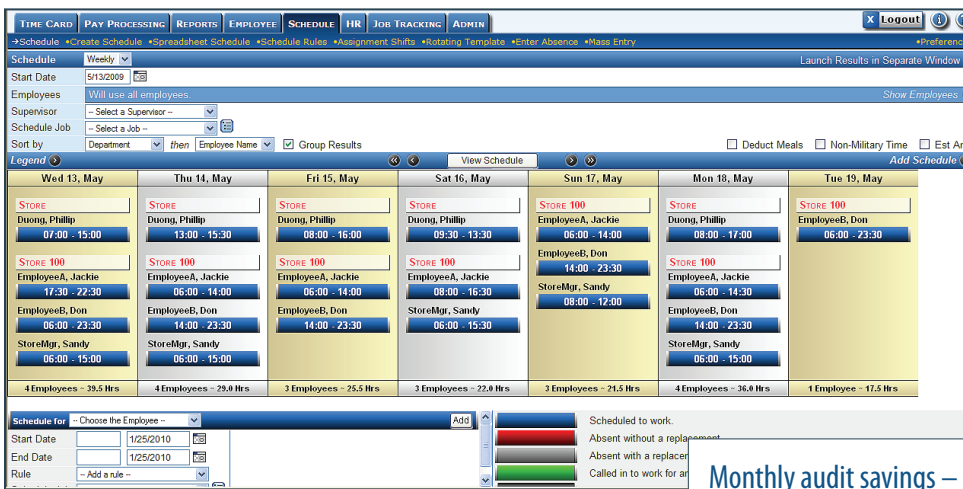 TIME CARD PAY PROCESSING REPORTS EMPLOYEE SCHEDULE HR JOB TRACKING ADMIN X Logout
→Schedule •Create Schedule •Spreadsheet Schedule •Schedule Rules •Assignment Shifts •Rotating Template •Enter Absence •Mass Entry
Schedule Weekly Launch Results in Separate Window
Start Date 5/13/2009
Employees Will use all employees. Show Employees
Supervisor -- Select a Supervisor --
Schedule Job -- Select a Job --
Sort by Department then Employee Name Group Results Deduct Meals Non-Military Time Est
Legend View Schedule Add Schedule
Wed 13, May Thu 14, May Fri 15, May Sat 16, May Sun 17, May Mon 18, May Tue 19, May
STORE STORE STORE STORE STORE 100 STORE STORE 100
Duong, Phillip Duong, Phillip Duong, Phillip Duong, Phillip EmployeeA, Jackie Duong, Phillip EmployeeB, Don
07:00 - 15:00 13:00 - 15:30 08:00 - 16:00 09:30 - 13:30 06:00 - 14:00 08:00 - 17:00 06:00 - 23:30
EmployeeB, Don
STORE 100 STORE 100 STORE 100 STORE 100 14:00 - 23:30 STORE 100
EmployeeA, Jackie EmployeeA, Jackie EmployeeA, Jackie EmployeeA, Jackie StoreMgr, Sandy EmployeeA, Jackie
17:30 - 22:30 06:00 - 14:00 06:00 - 14:00 08:00 - 16:30 08:00 - 12:00 06:00 - 14:30
EmployeeB, Don EmployeeB, Don EmployeeB, Don StoreMgr, Sandy EmployeeB, Don
06:00 - 23:30 14:00 - 23:30 14:00 - 23:30 06:00 - 15:30 14:00 - 23:30
StoreMgr, Sandy StoreMgr, Sandy StoreMgr, Sandy
06:00 - 15:00 06:00 - 15:00 06:00 - 15:00
4 Employees ~ 39.5 Hrs 4 Employees ~ 29.0 Hrs 3 Employees ~ 25.5 Hrs 3 Employees ~ 22.0 Hrs 3 Employees ~ 21.5 Hrs 4 Employees ~ 36.0 Hrs 1 Employee ~ 17.5 Hrs
Schedule for -- Choose the Employee -- Add
Start Date 1/25/2010
End Date 1/25/2010
Rule -- Add a rule --
Scheduled to work.
Absent without a replacement
Absent with a
Called in to work for
Monthly audit savings –